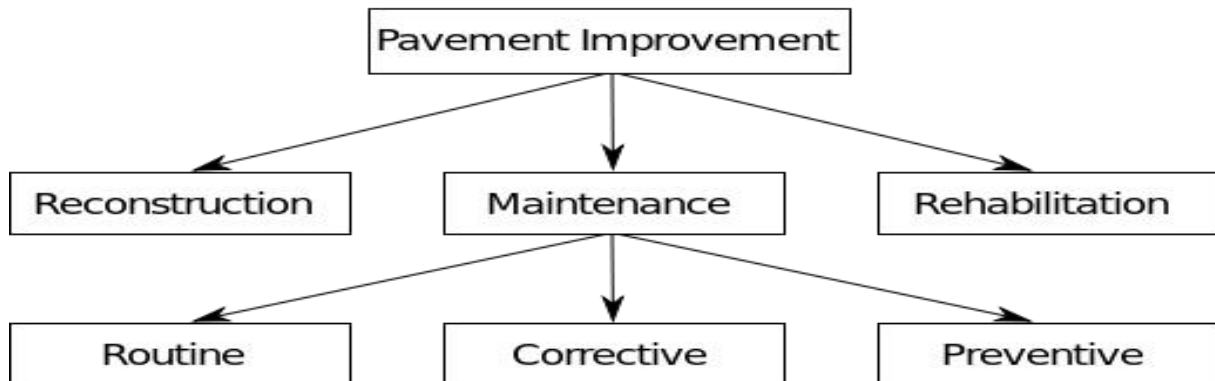 Pavement Improvement
Reconstruction
Maintenance
Rehabilitation
Routine
Corrective
Preventive